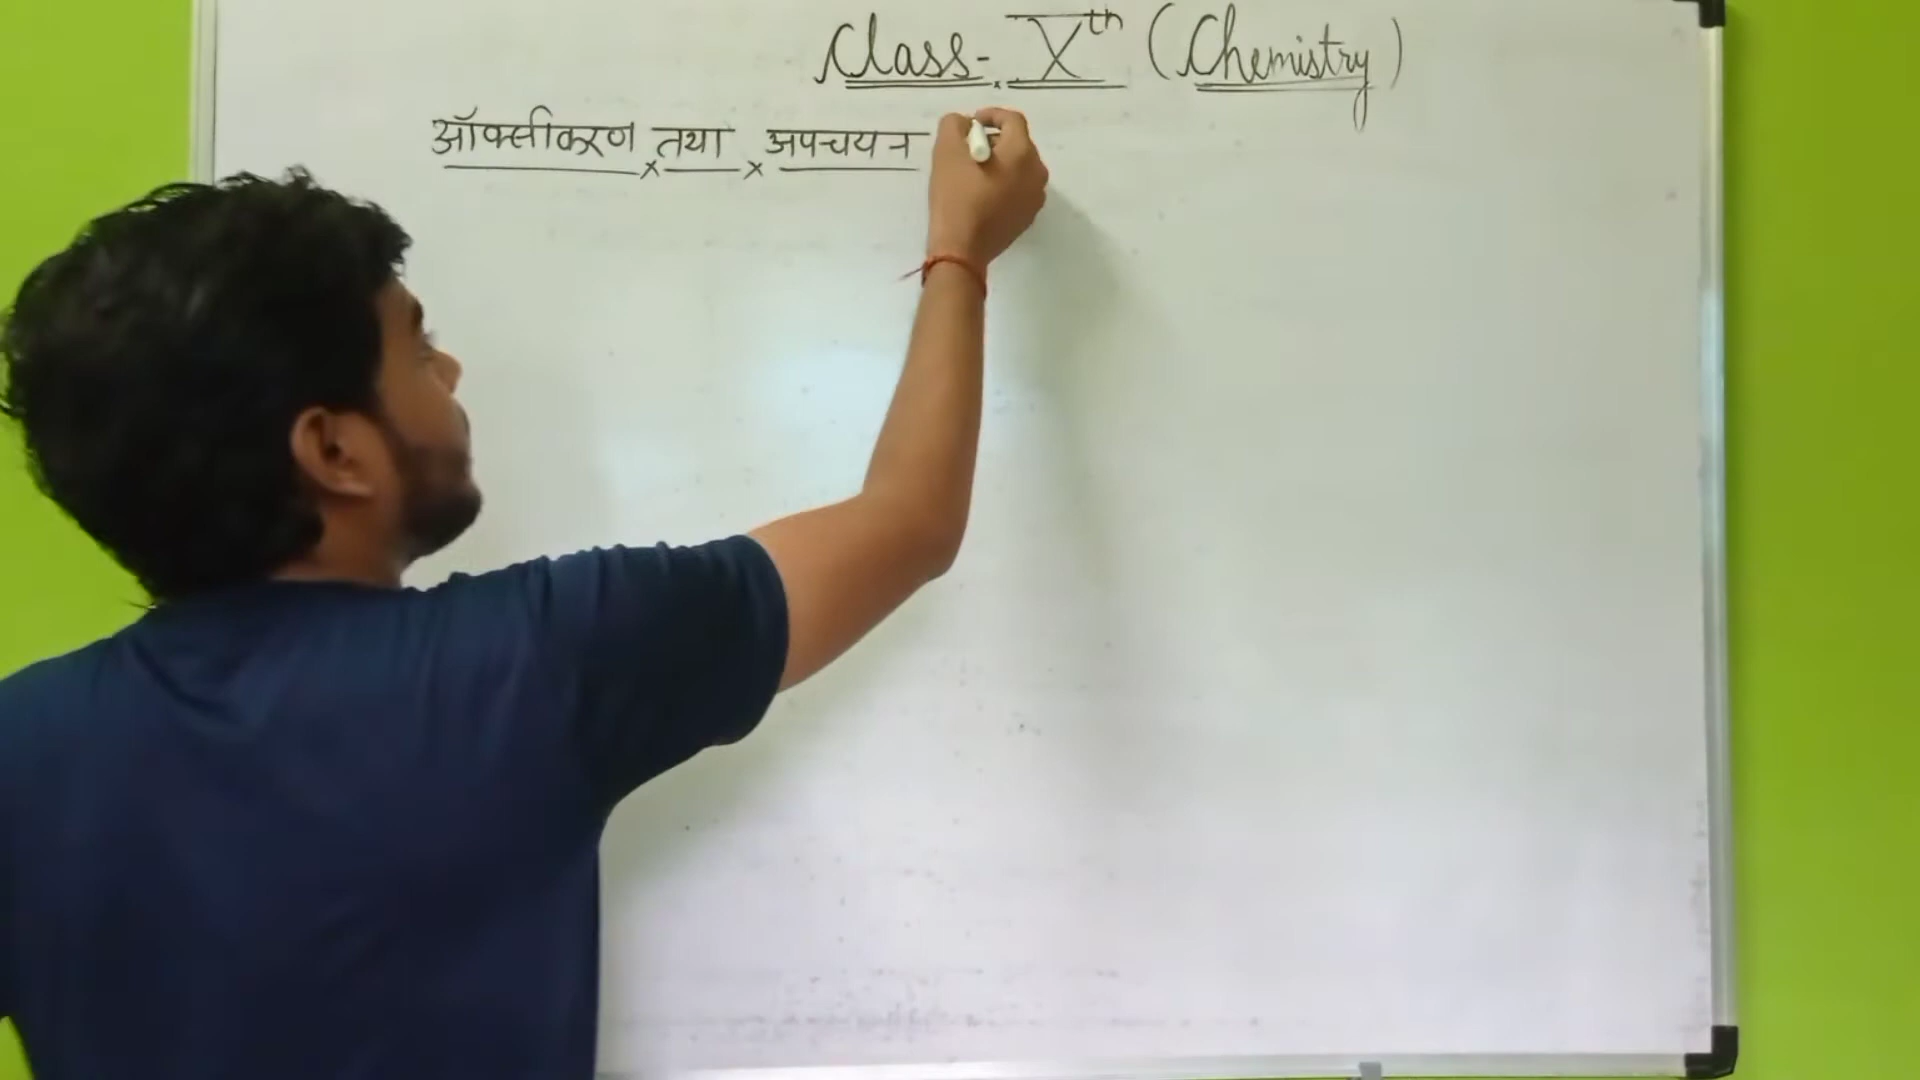 Class- Xth (Chemistry)
ऑक्सीकरण तथा अपचयन